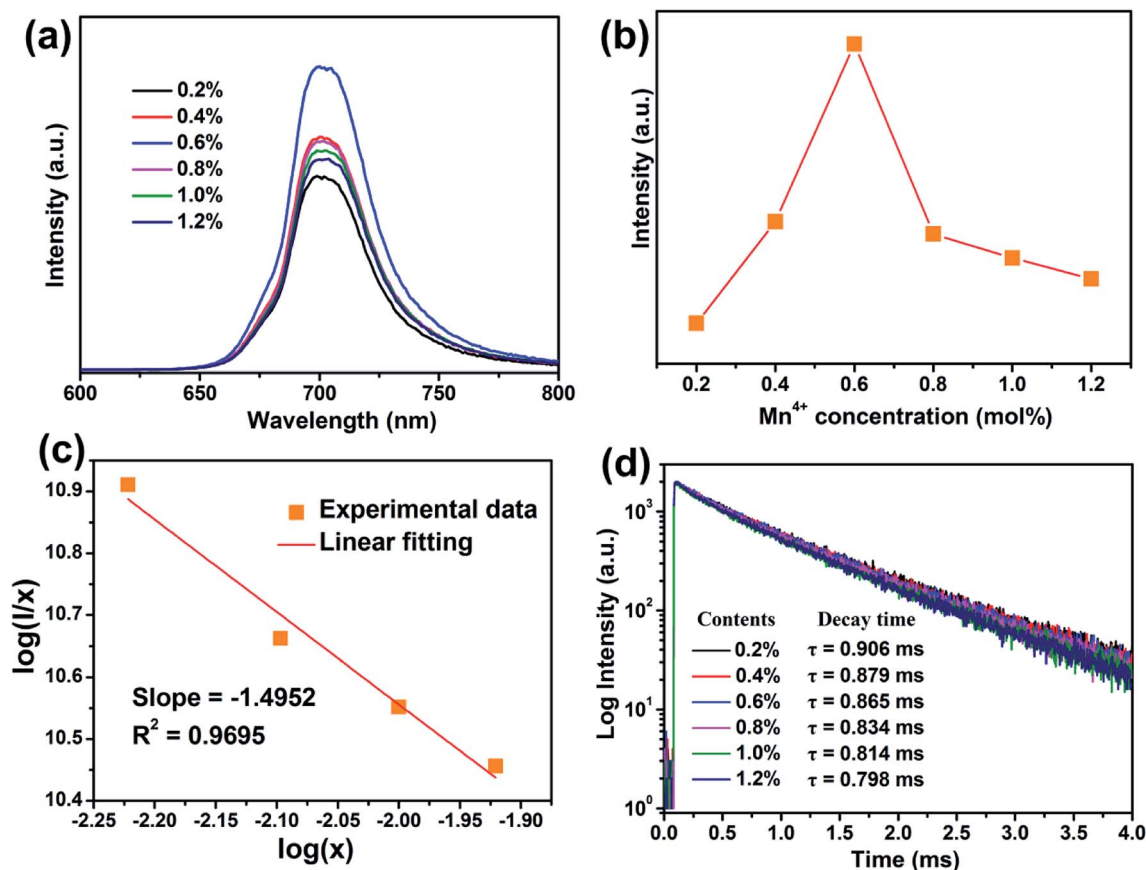 (a)
Intensity (a.u.)
0.2%
0.4%
0.6%
0.8%
1.0%
1.2%
600 650 700 750 800
Wavelength (nm)
(b)
Intensity (a.u.)
0.2 0.4 0.6 0.8 1.0 1.2
Mn⁴⁺ concentration (mol%)
(c)
log(I/x)
10.9
10.8
10.7
10.6
10.5
10.4
Experimental data
Linear fitting
Slope = -1.4952
R² = 0.9695
-2.25 -2.20 -2.15 -2.10 -2.05 -2.00 -1.95 -1.90
log(x)
(d)
Log Intensity (a.u.)
10³
10²
10¹
10⁰
Contents Decay time
0.2% τ = 0.906 ms
0.4% τ = 0.879 ms
0.6% τ = 0.865 ms
0.8% τ = 0.834 ms
1.0% τ = 0.814 ms
1.2% τ = 0.798 ms
0.0 0.5 1.0 1.5 2.0 2.5 3.0 3.5 4.0
Time (ms)